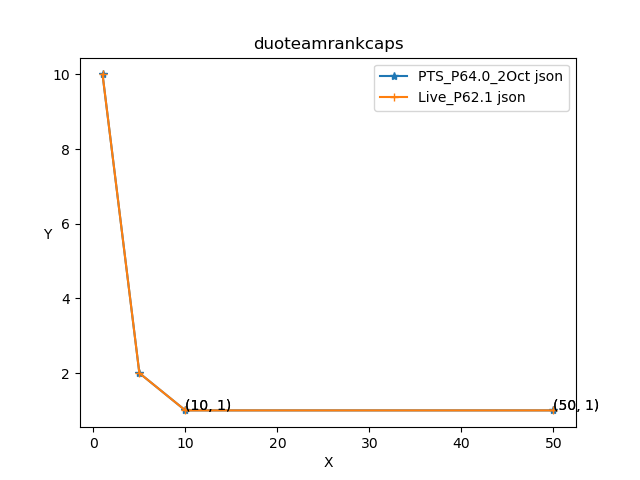 duoteamrankcaps
PTS_P64.0_2Oct json
Live_P62.1 json
10
8
6
4
2
Y
(10, 1)
(50, 1)
0
10
20
30
40
50
X